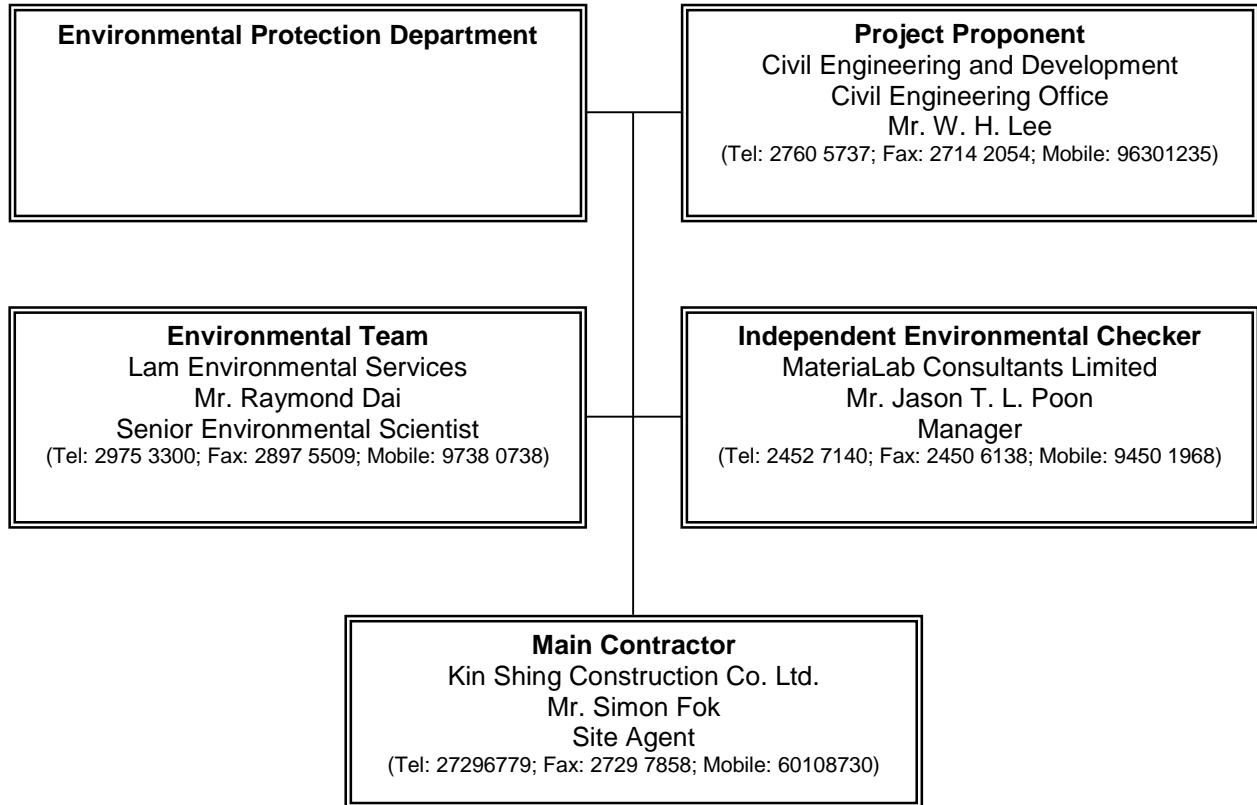 Environmental Protection Department
Project Proponent
Civil Engineering and Development
Civil Engineering Office
Mr. W. H. Lee
(Tel: 2760 5737; Fax: 2714 2054; Mobile: 96301235)
Environmental Team
Lam Environmental Services
Mr. Raymond Dai
Senior Environmental Scientist
(Tel: 2975 3300; Fax: 2897 5509; Mobile: 9738 0738)
Independent Environmental Checker
MateriaLab Consultants Limited
Mr. Jason T. L. Poon
Manager
(Tel: 2452 7140; Fax: 2450 6138; Mobile: 9450 1968)
Main Contractor
Kin Shing Construction Co. Ltd.
Mr. Simon Fok
Site Agent
(Tel: 27296779; Fax: 2729 7858; Mobile: 60108730)